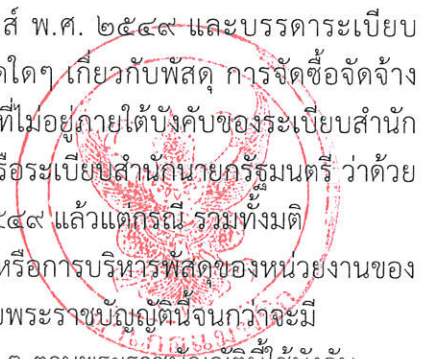 ส์ พ.ศ. ๒๕๔๙ และบรรดาระเบียบ
ใดๆ เกี่ยวกับพัสดุ การจัดซื้อจัดจ้าง
ที่ไม่อยู่ภายใต้บังคับของระเบียบสำนัก
รือระเบียบสำนักนายกรัฐมนตรี ว่าด้วย
๕๔๙ แล้วแต่กรณี รวมทั้งมติ
หรือการบริหารพัสดุของหน่วยงานของ
พระราชบัญญัตินี้จนกว่าจะมี